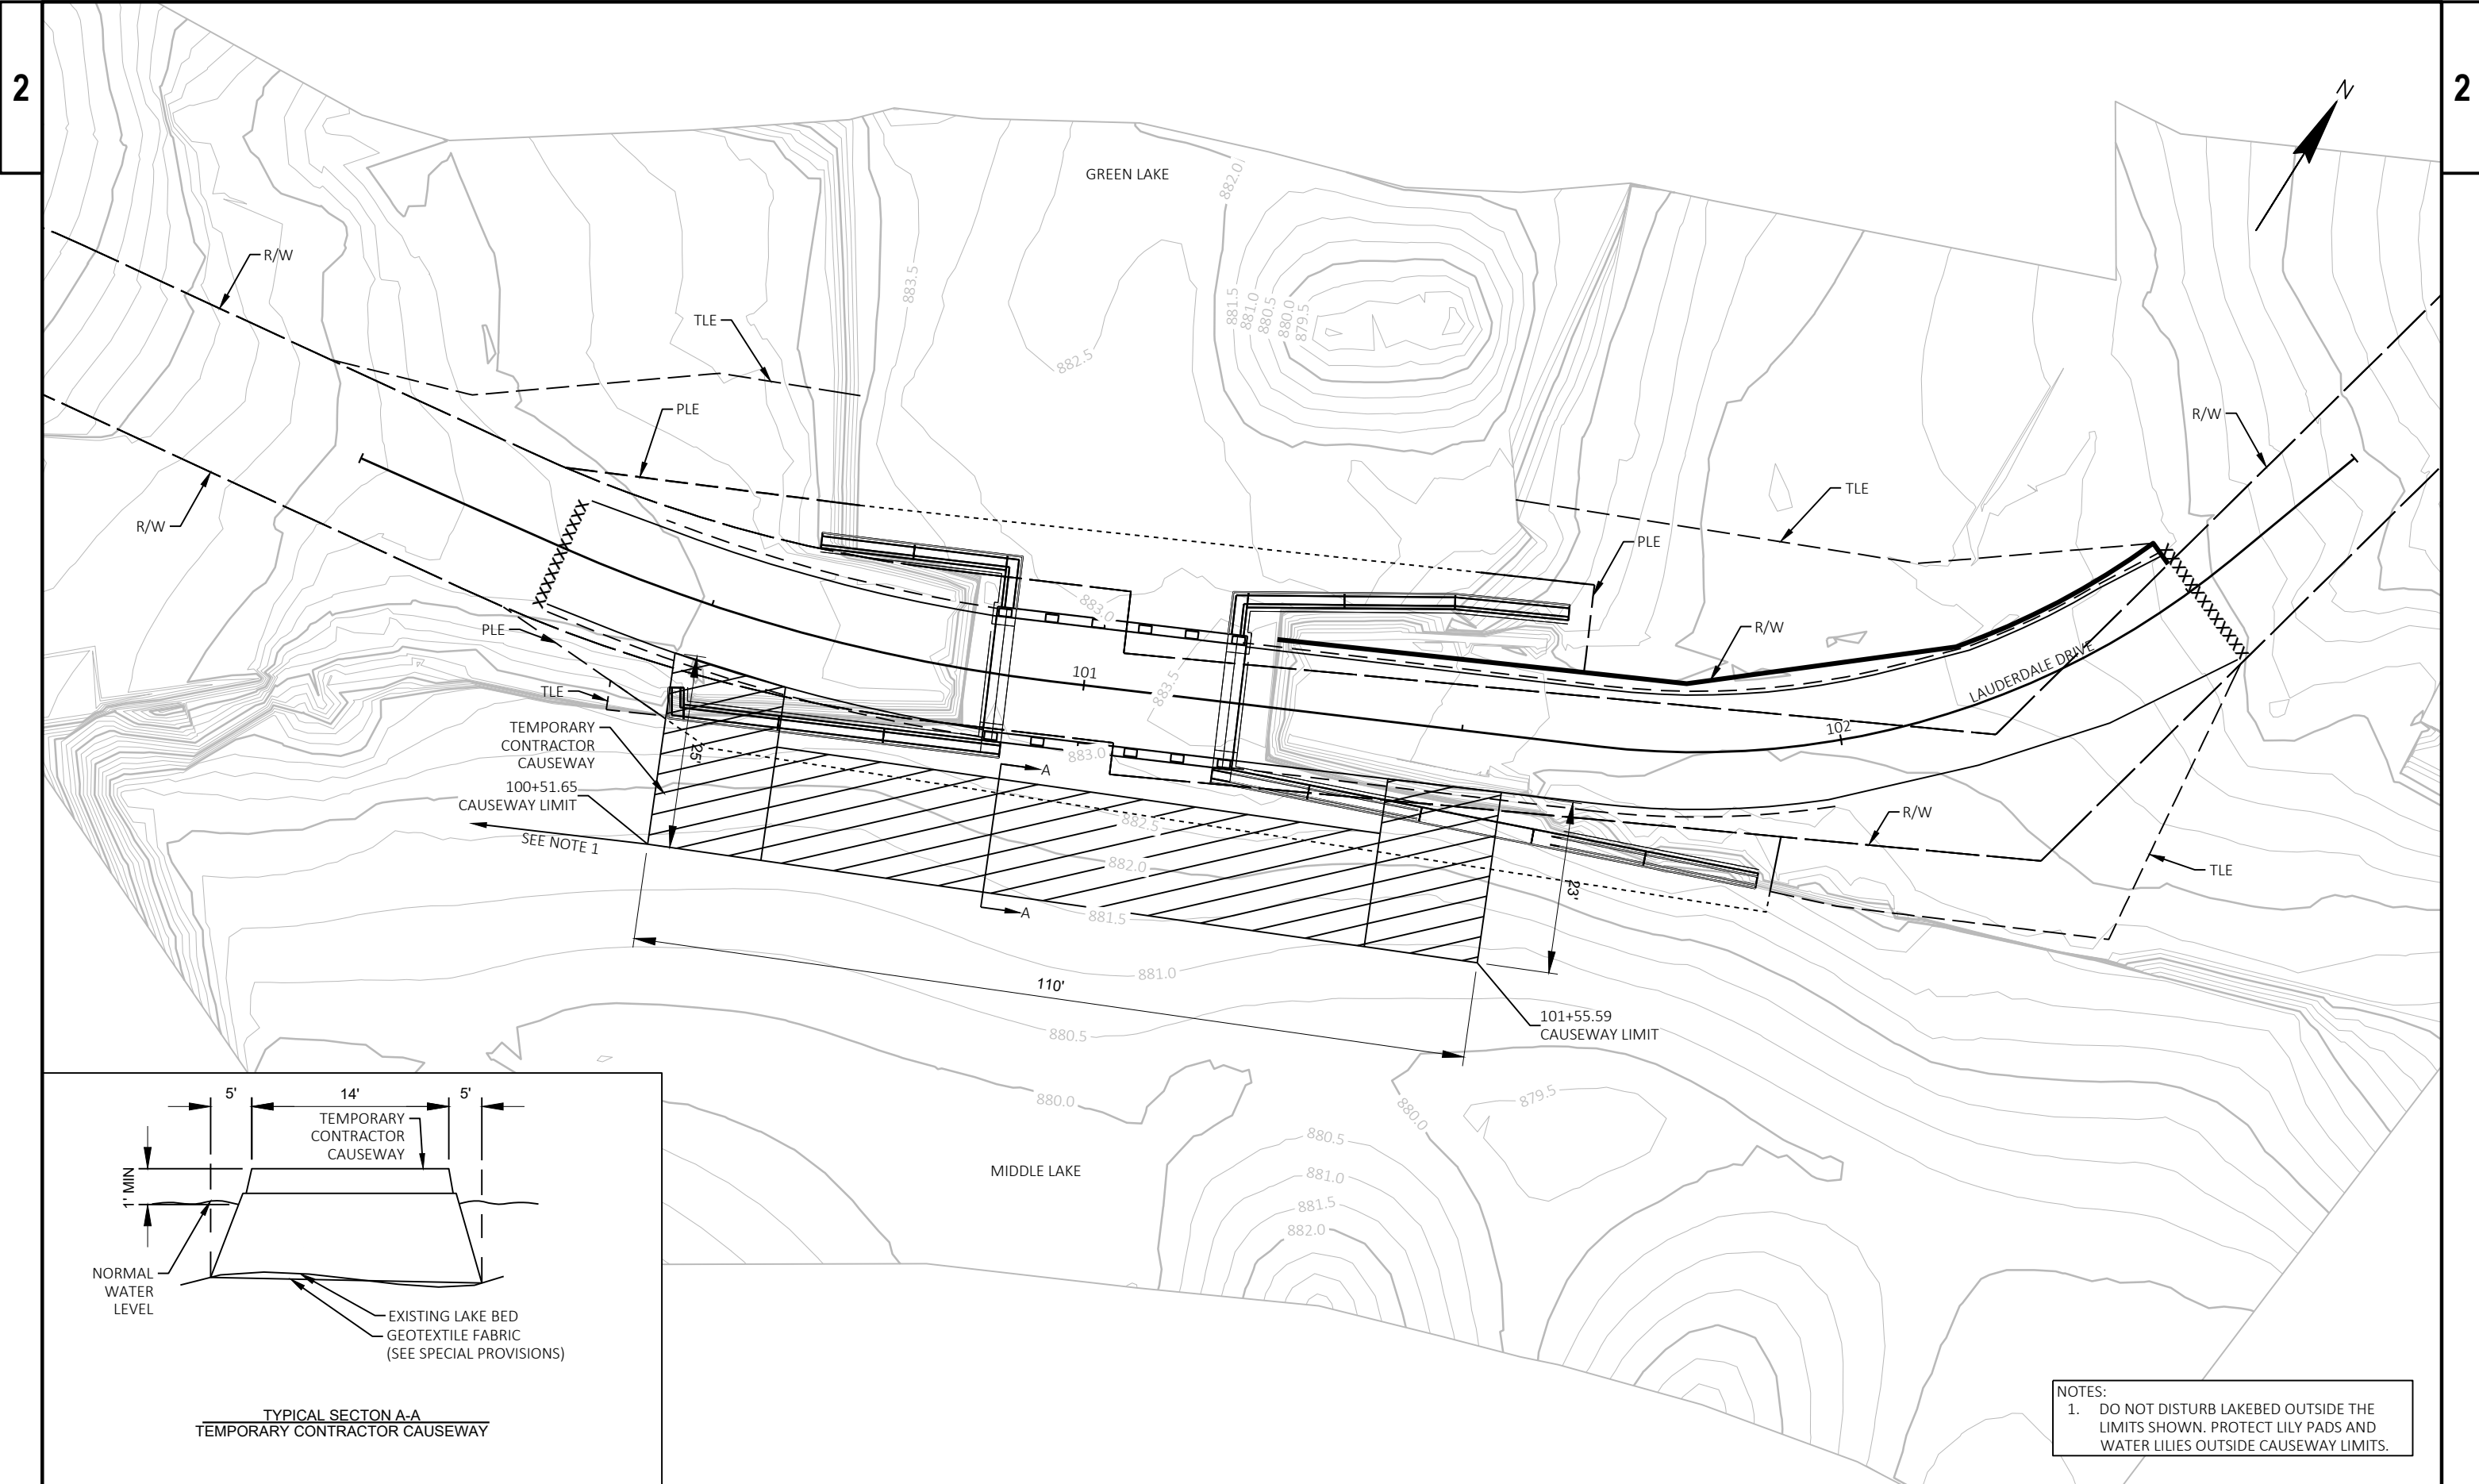 2
2
N
GREEN LAKE
882.0
R/W
883.5
881.5
881.0
880.5
880.0
879.5
TLE
882.5
PLE
R/W
R/W
TLE
PLE
883.0
PLE
R/W
101
883.5
LAUDERDALE DRIVE
TLE
102
TEMPORARY
CONTRACTOR
CAUSEWAY
25'
883.0
A
100+51.65
CAUSEWAY LIMIT
882.5
R/W
SEE NOTE 1
882.0
23'
TLE
A
881.5
881.0
110'
101+55.59
CAUSEWAY LIMIT
880.5
880.0
880.0
879.5
880.5
MIDDLE LAKE
881.0
881.5
882.0
5'
14'
5'
TEMPORARY
CONTRACTOR
CAUSEWAY
1' MIN
NORMAL
WATER
LEVEL
EXISTING LAKE BED
GEOTEXTILE FABRIC
(SEE SPECIAL PROVISIONS)
TYPICAL SECTON A-A
TEMPORARY CONTRACTOR CAUSEWAY
NOTES:
1. DO NOT DISTURB LAKEBED OUTSIDE THE
LIMITS SHOWN. PROTECT LILY PADS AND
WATER LILIES OUTSIDE CAUSEWAY LIMITS.